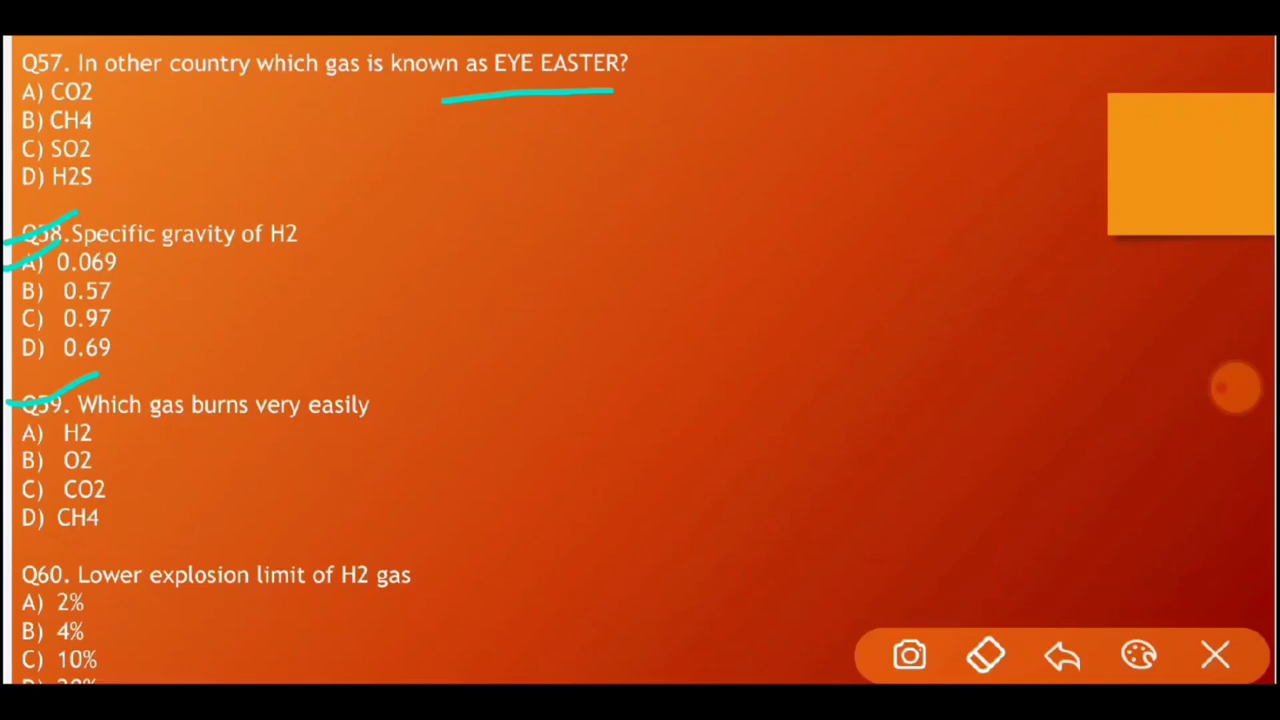 Q57. In other country which gas is known as EYE EASTER?
A) CO2
B) CH4
C) SO2
D) H2S
Q58.Specific gravity of H2
A) 0.069
B) 0.57
C) 0.97
D) 0.69
Q59. Which gas burns very easily
A) H2
B) O2
C) CO2
D) CH4
Q60. Lower explosion limit of H2 gas
A) 2%
B) 4%
C) 10%